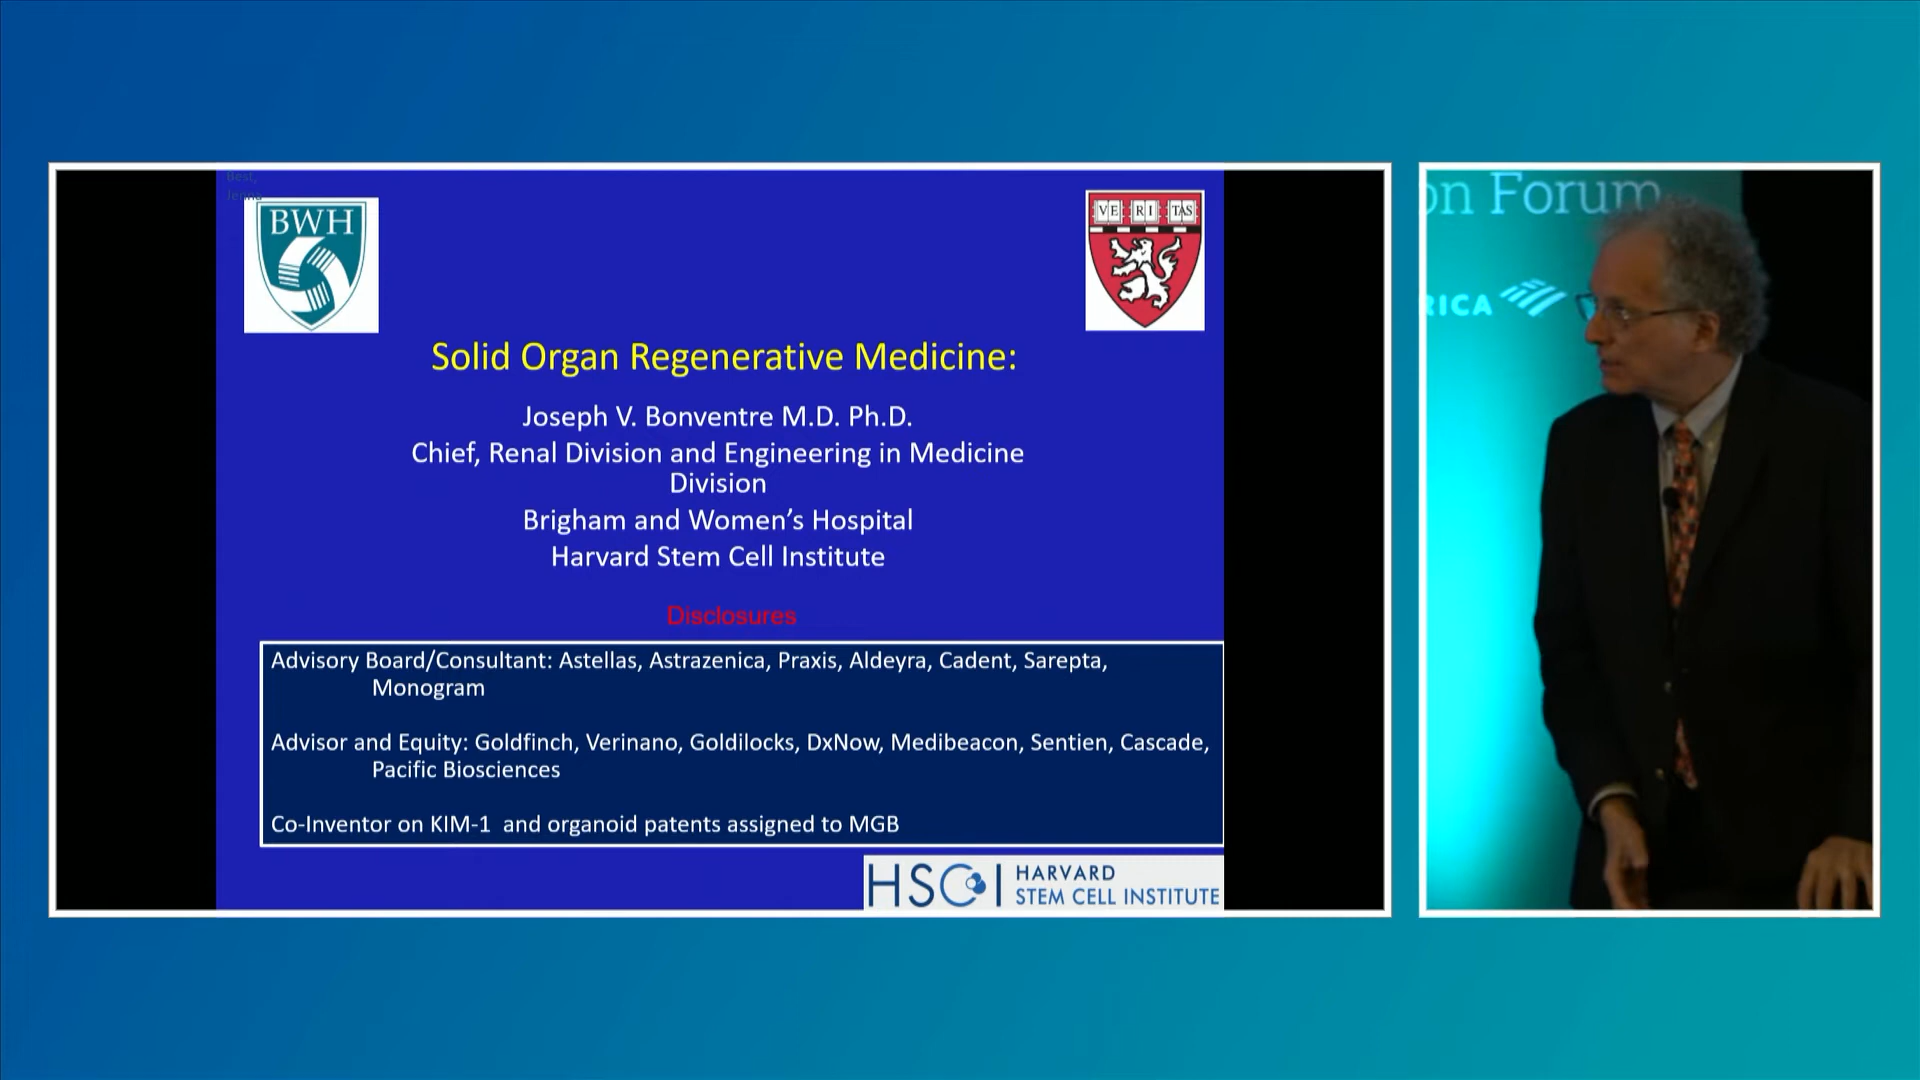 Best,
Jenna
BWH
VE RI TAS
Solid Organ Regenerative Medicine:
Joseph V. Bonventre M.D. Ph.D.
Chief, Renal Division and Engineering in Medicine
Division
Brigham and Women’s Hospital
Harvard Stem Cell Institute
Disclosures
Advisory Board/Consultant: Astellas, Astrazenica, Praxis, Aldeyra, Cadent, Sarepta,
Monogram
Advisor and Equity: Goldfinch, Verinano, Goldilocks, DxNow, Medibeacon, Sentien, Cascade,
Pacific Biosciences
Co-Inventor on KIM-1 and organoid patents assigned to MGB
HSCI HARVARD
STEM CELL INSTITUTE
on Forum
RICA